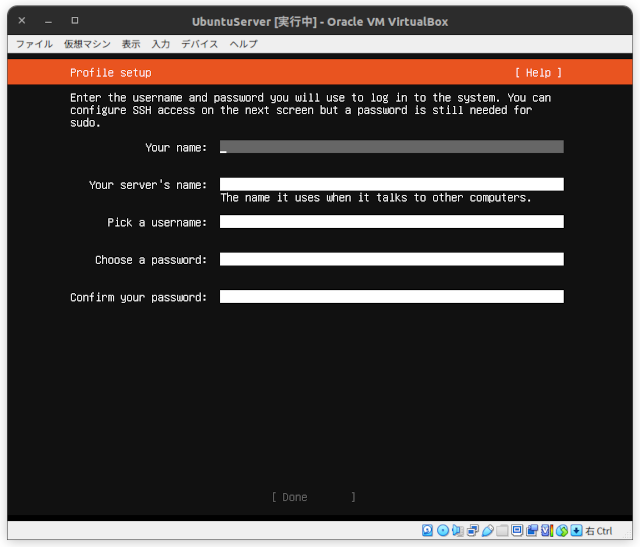 UbuntuServer [実行中] - Oracle VM VirtualBox
ファイル 仮想マシン 表示 入力 デバイス ヘルプ
Profile setup [ Help ]
Enter the username and password you will use to log in to the system. You can
configure SSH access on the next screen but a password is still needed for
sudo.
Your name:
Your server's name:
The name it uses when it talks to other computers.
Pick a username:
Choose a password:
Confirm your password:
[ Done ]
右 Ctrl